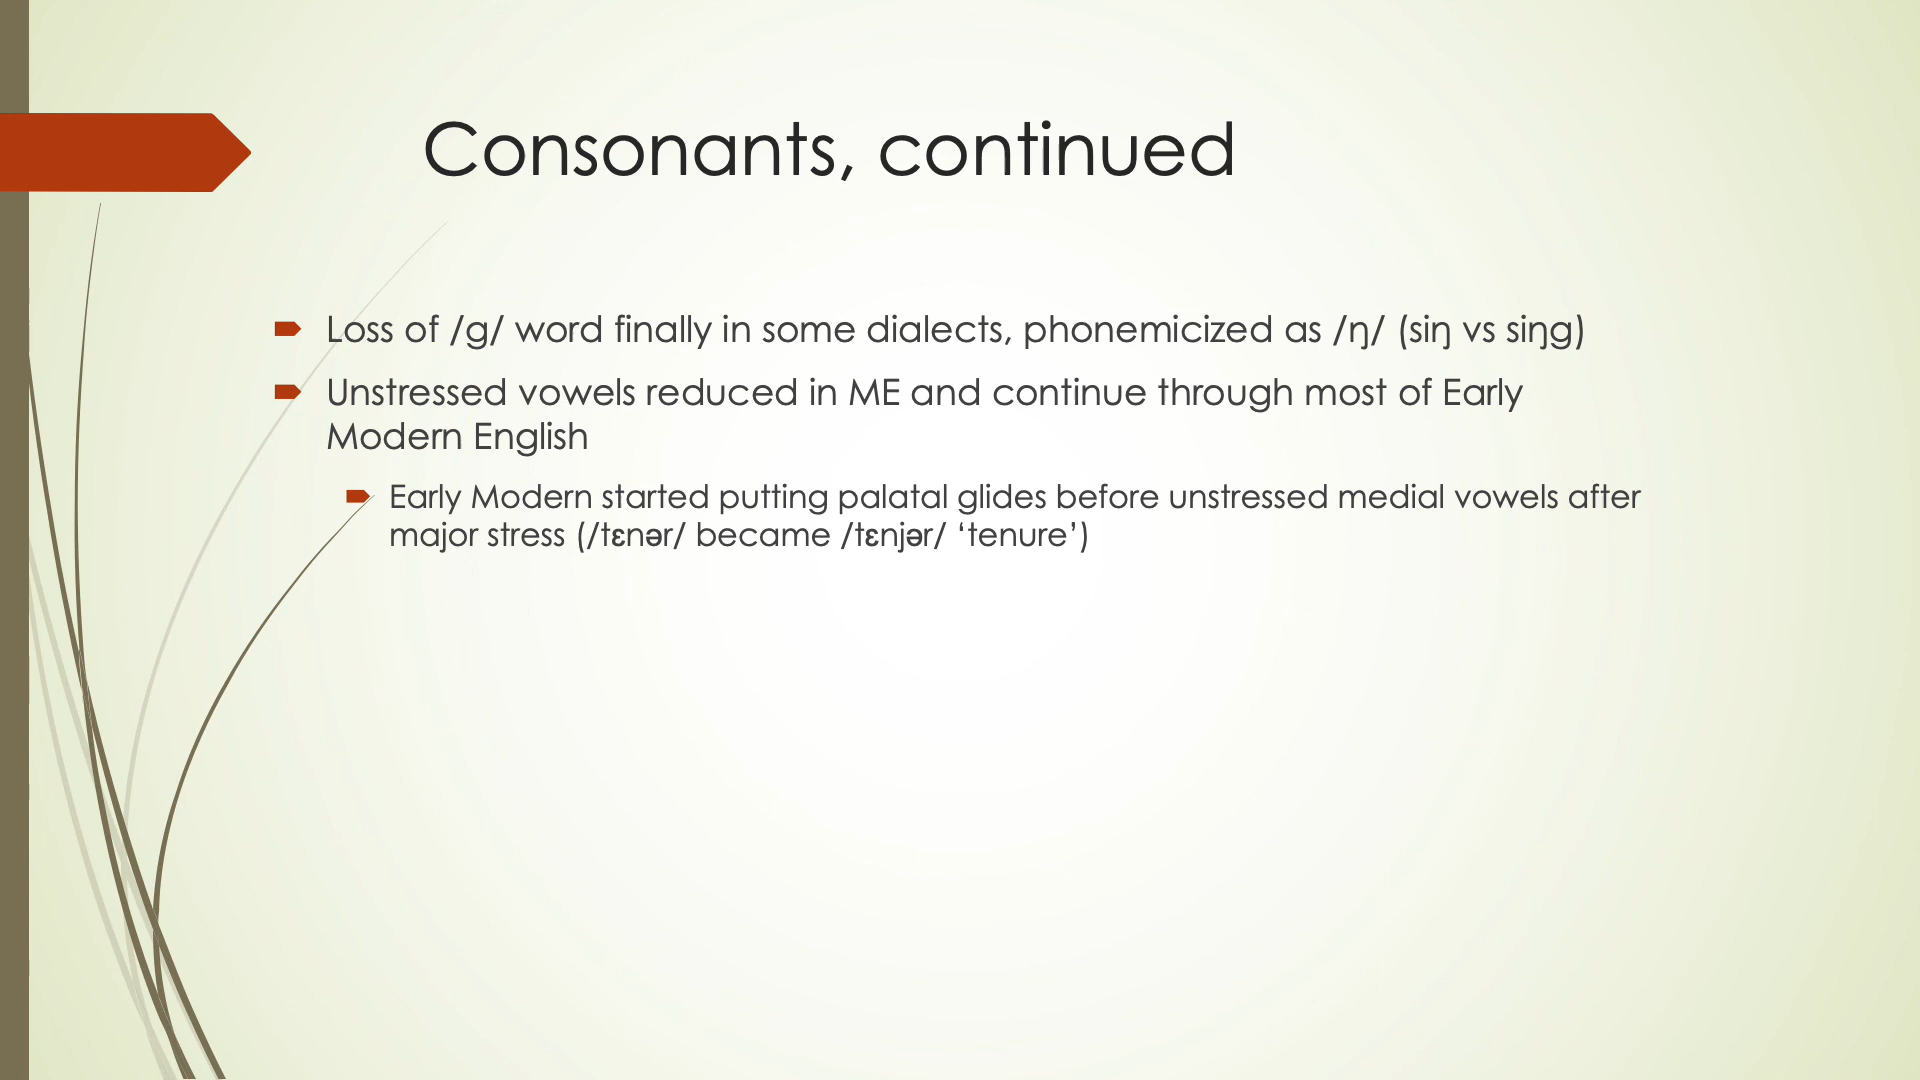 Consonants, continued
Loss of /g/ word finally in some dialects, phonemicized as /ŋ/ (siŋ vs siŋg)
Unstressed vowels reduced in ME and continue through most of Early
Modern English
Early Modern started putting palatal glides before unstressed medial vowels after
major stress (/tɛnər/ became /tɛnjər/ ‘tenure’)